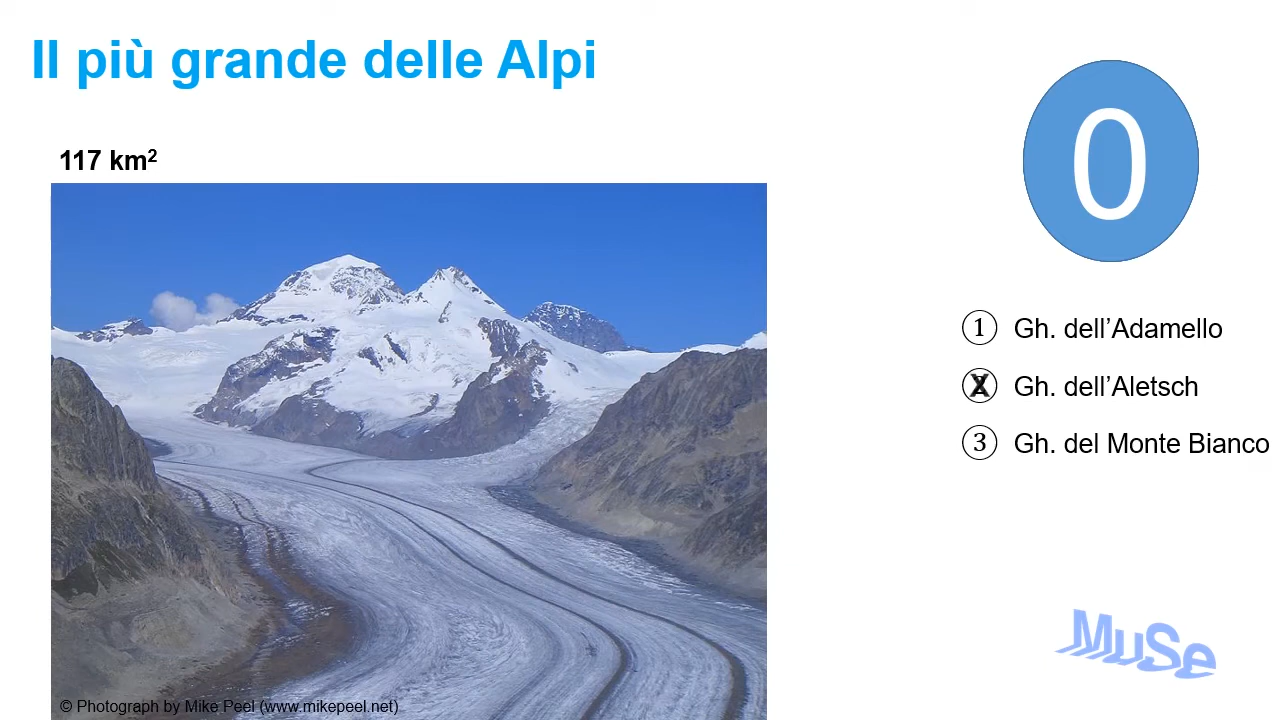 Il più grande delle Alpi
0
117 km²
① Gh. dell’Adamello
X Gh. dell’Aletsch
③ Gh. del Monte Bianco
MuSe
© Photograph by Mike Peel (www.mikepeel.net)